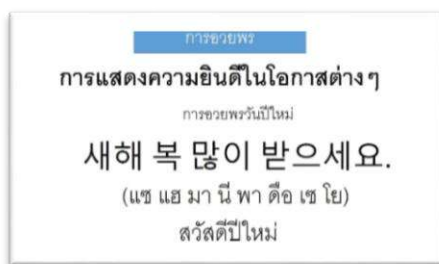 การอวยพร
การแสดงความยินดีในโอกาสต่างๆ
การอวยพรวันปีใหม่
새해 복 많이 받으세요.
(แซ แฮ มา นี พา ดือ เซ โย)
สวัสดีปีใหม่